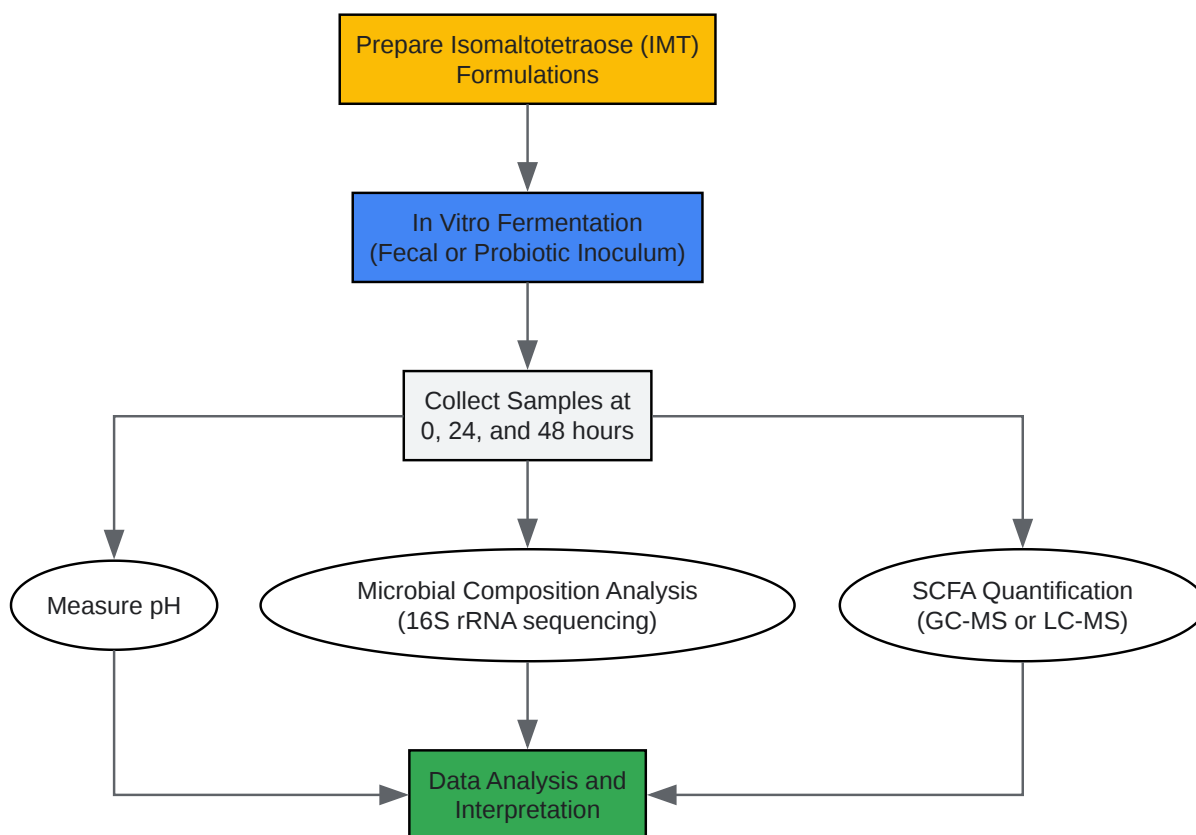 Prepare Isomaltotetraose (IMT)
Formulations
In Vitro Fermentation
(Fecal or Probiotic Inoculum)
Collect Samples at
0, 24, and 48 hours
Measure pH
Microbial Composition Analysis
(16S rRNA sequencing)
SCFA Quantification
(GC-MS or LC-MS)
Data Analysis and
Interpretation